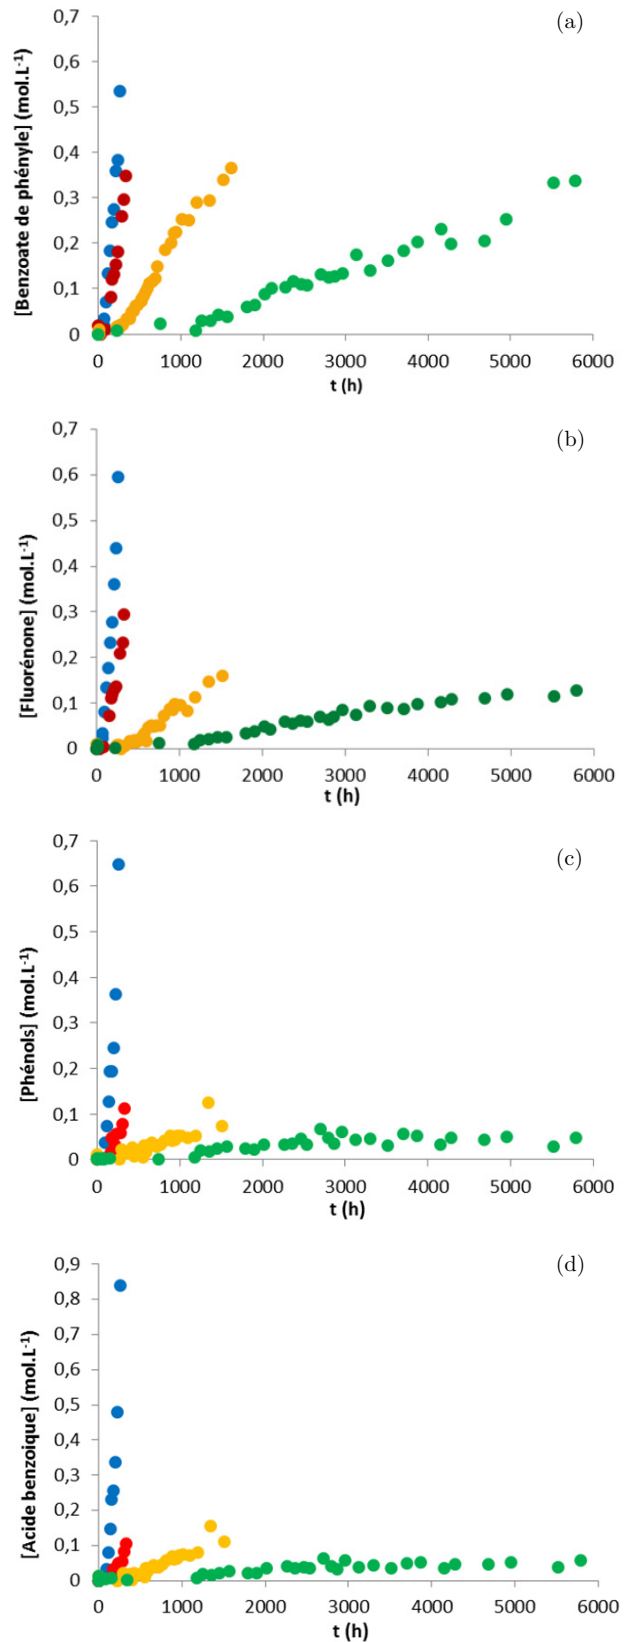 (a)
[Benzoate de phényle] (mol.L-1)
0,7
0,6
0,5
0,4
0,3
0,2
0,1
0
0 1000 2000 3000 4000 5000 6000
t (h)
(b)
[Fluorénone] (mol.L-1)
0,7
0,6
0,5
0,4
0,3
0,2
0,1
0
0 1000 2000 3000 4000 5000 6000
t (h)
(c)
[Phénols] (mol.L-1)
0,7
0,6
0,5
0,4
0,3
0,2
0,1
0
0 1000 2000 3000 4000 5000 6000
t (h)
(d)
[Acide benzoique] (mol.L-1)
0,9
0,8
0,7
0,6
0,5
0,4
0,3
0,2
0,1
0
0 1000 2000 3000 4000 5000 6000
t (h)